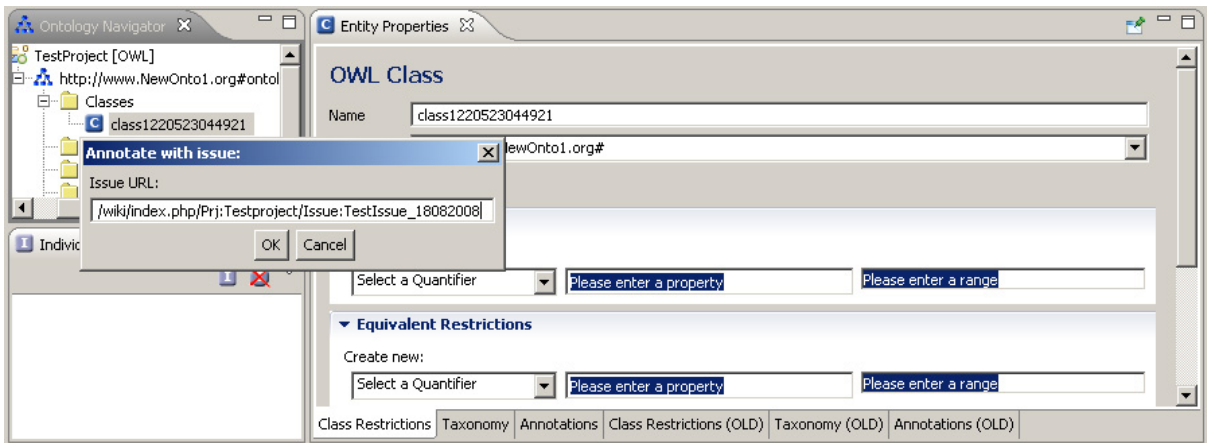 Ontology Navigator
TestProject [OWL]
http://www.NewOnto1.org#ontol
Classes
class1220523044921
Annotate with issue:
Issue URL:
/wiki/index.php/Prj:Testproject/Issue:TestIssue_18082008
OK Cancel
Individ
Entity Properties
OWL Class
Name class1220523044921
NewOnto1.org#
Select a Quantifier Please enter a property Please enter a range
Equivalent Restrictions
Create new:
Select a Quantifier Please enter a property Please enter a range
Class Restrictions Taxonomy Annotations Class Restrictions (OLD) Taxonomy (OLD) Annotations (OLD)